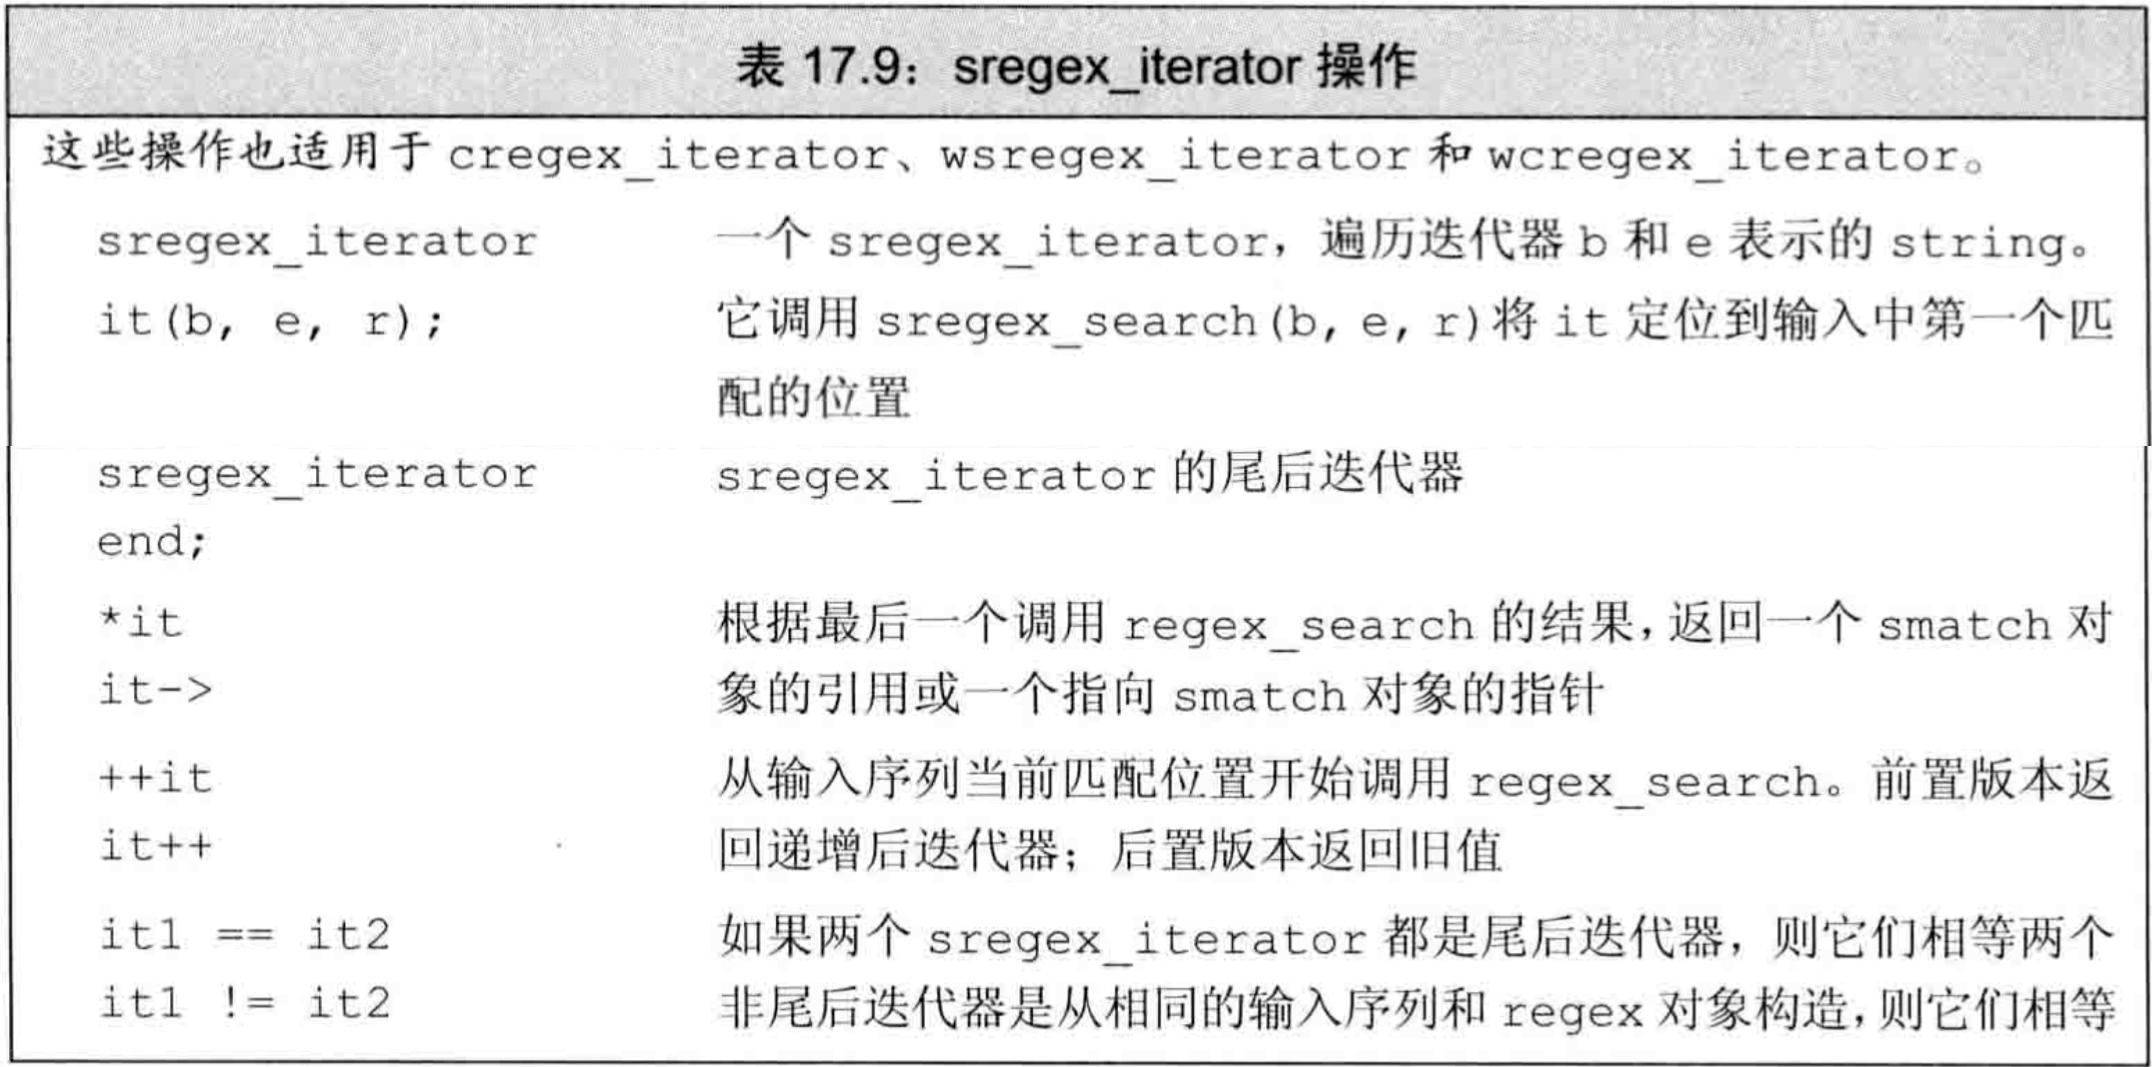 表 17.9：sregex_iterator 操作
这些操作也适用于 cregex_iterator、wsregex_iterator 和 wcregex_iterator。
sregex_iterator 一个 sregex_iterator，遍历迭代器 b 和 e 表示的 string。
it(b, e, r); 它调用 sregex_search(b, e, r)将 it 定位到输入中第一个匹
配的位置
sregex_iterator sregex_iterator 的尾后迭代器
end;
*it 根据最后一个调用 regex_search 的结果，返回一个 smatch 对
it-> 象的引用或一个指向 smatch 对象的指针
++it 从输入序列当前匹配位置开始调用 regex_search。前置版本返
it++ 回递增后迭代器；后置版本返回旧值
it1 == it2 如果两个 sregex_iterator 都是尾后迭代器，则它们相等两个
it1 != it2 非尾后迭代器是从相同的输入序列和 regex 对象构造，则它们相等